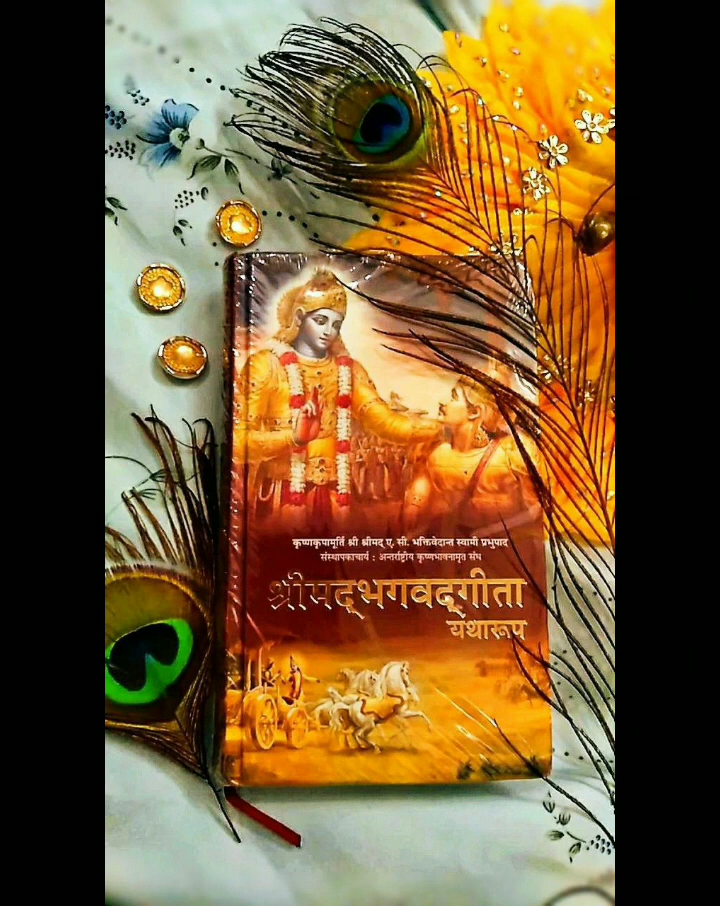 कृष्णकृपामूर्ति श्री श्रीमद् ए. सी. भक्तिवेदान्त स्वामी प्रभुपाद
संस्थापकाचार्य : अन्तर्राष्ट्रीय कृष्णभावनामृत संघ
श्रीमद्भगवद्गीता
यथारूप